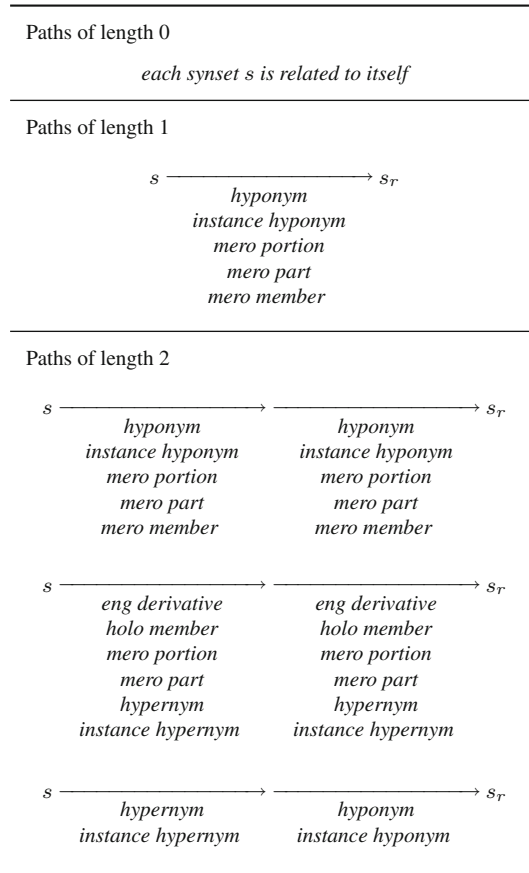 Paths of length 0
each synset s is related to itself
Paths of length 1
s s_r
hyponym
instance hyponym
mero portion
mero part
mero member
Paths of length 2
s s_r
hyponym hyponym
instance hyponym instance hyponym
mero portion mero portion
mero part mero part
mero member mero member
s s_r
eng derivative eng derivative
holo member holo member
mero portion mero portion
mero part mero part
hypernym hypernym
instance hypernym instance hypernym
s s_r
hypernym hyponym
instance hypernym instance hyponym